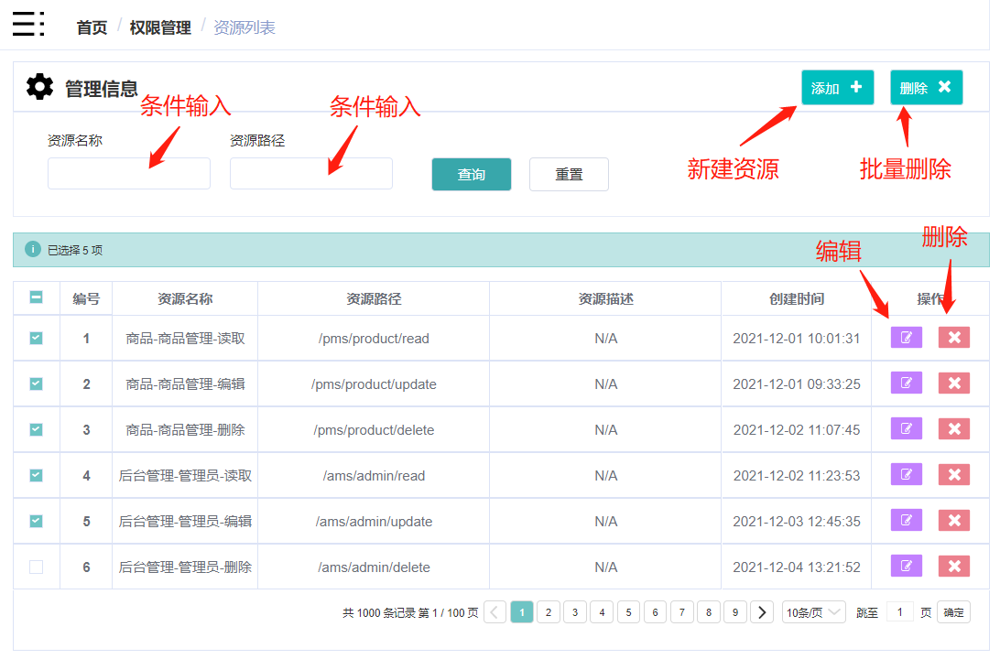 首页 / 权限管理 / 资源列表
管理信息 添加 删除
条件输入 条件输入
资源名称 资源路径
查询 重置
新建资源 批量删除
已选择 5 项
编辑 删除
编号 资源名称 资源路径 资源描述 创建时间 操作
1 商品-商品管理-读取 /pms/product/read N/A 2021-12-01 10:01:31
2 商品-商品管理-编辑 /pms/product/update N/A 2021-12-01 09:33:25
3 商品-商品管理-删除 /pms/product/delete N/A 2021-12-02 11:07:45
4 后台管理-管理员-读取 /ams/admin/read N/A 2021-12-02 11:23:53
5 后台管理-管理员-编辑 /ams/admin/update N/A 2021-12-03 12:45:35
6 后台管理-管理员-删除 /ams/admin/delete N/A 2021-12-04 13:21:52
共 1000 条记录 第 1 / 100 页 1 2 3 4 5 6 7 8 9 10条/页 跳至 1 页 确定